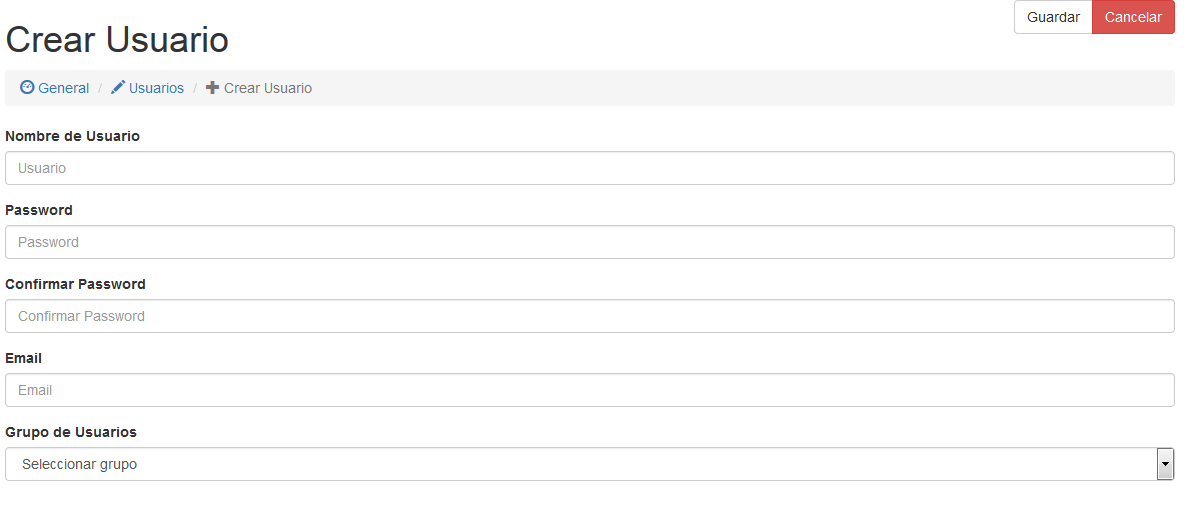 Guardar Cancelar
Crear Usuario
General / Usuarios / Crear Usuario
Nombre de Usuario
Usuario
Password
Password
Confirmar Password
Confirmar Password
Email
Email
Grupo de Usuarios
Seleccionar grupo